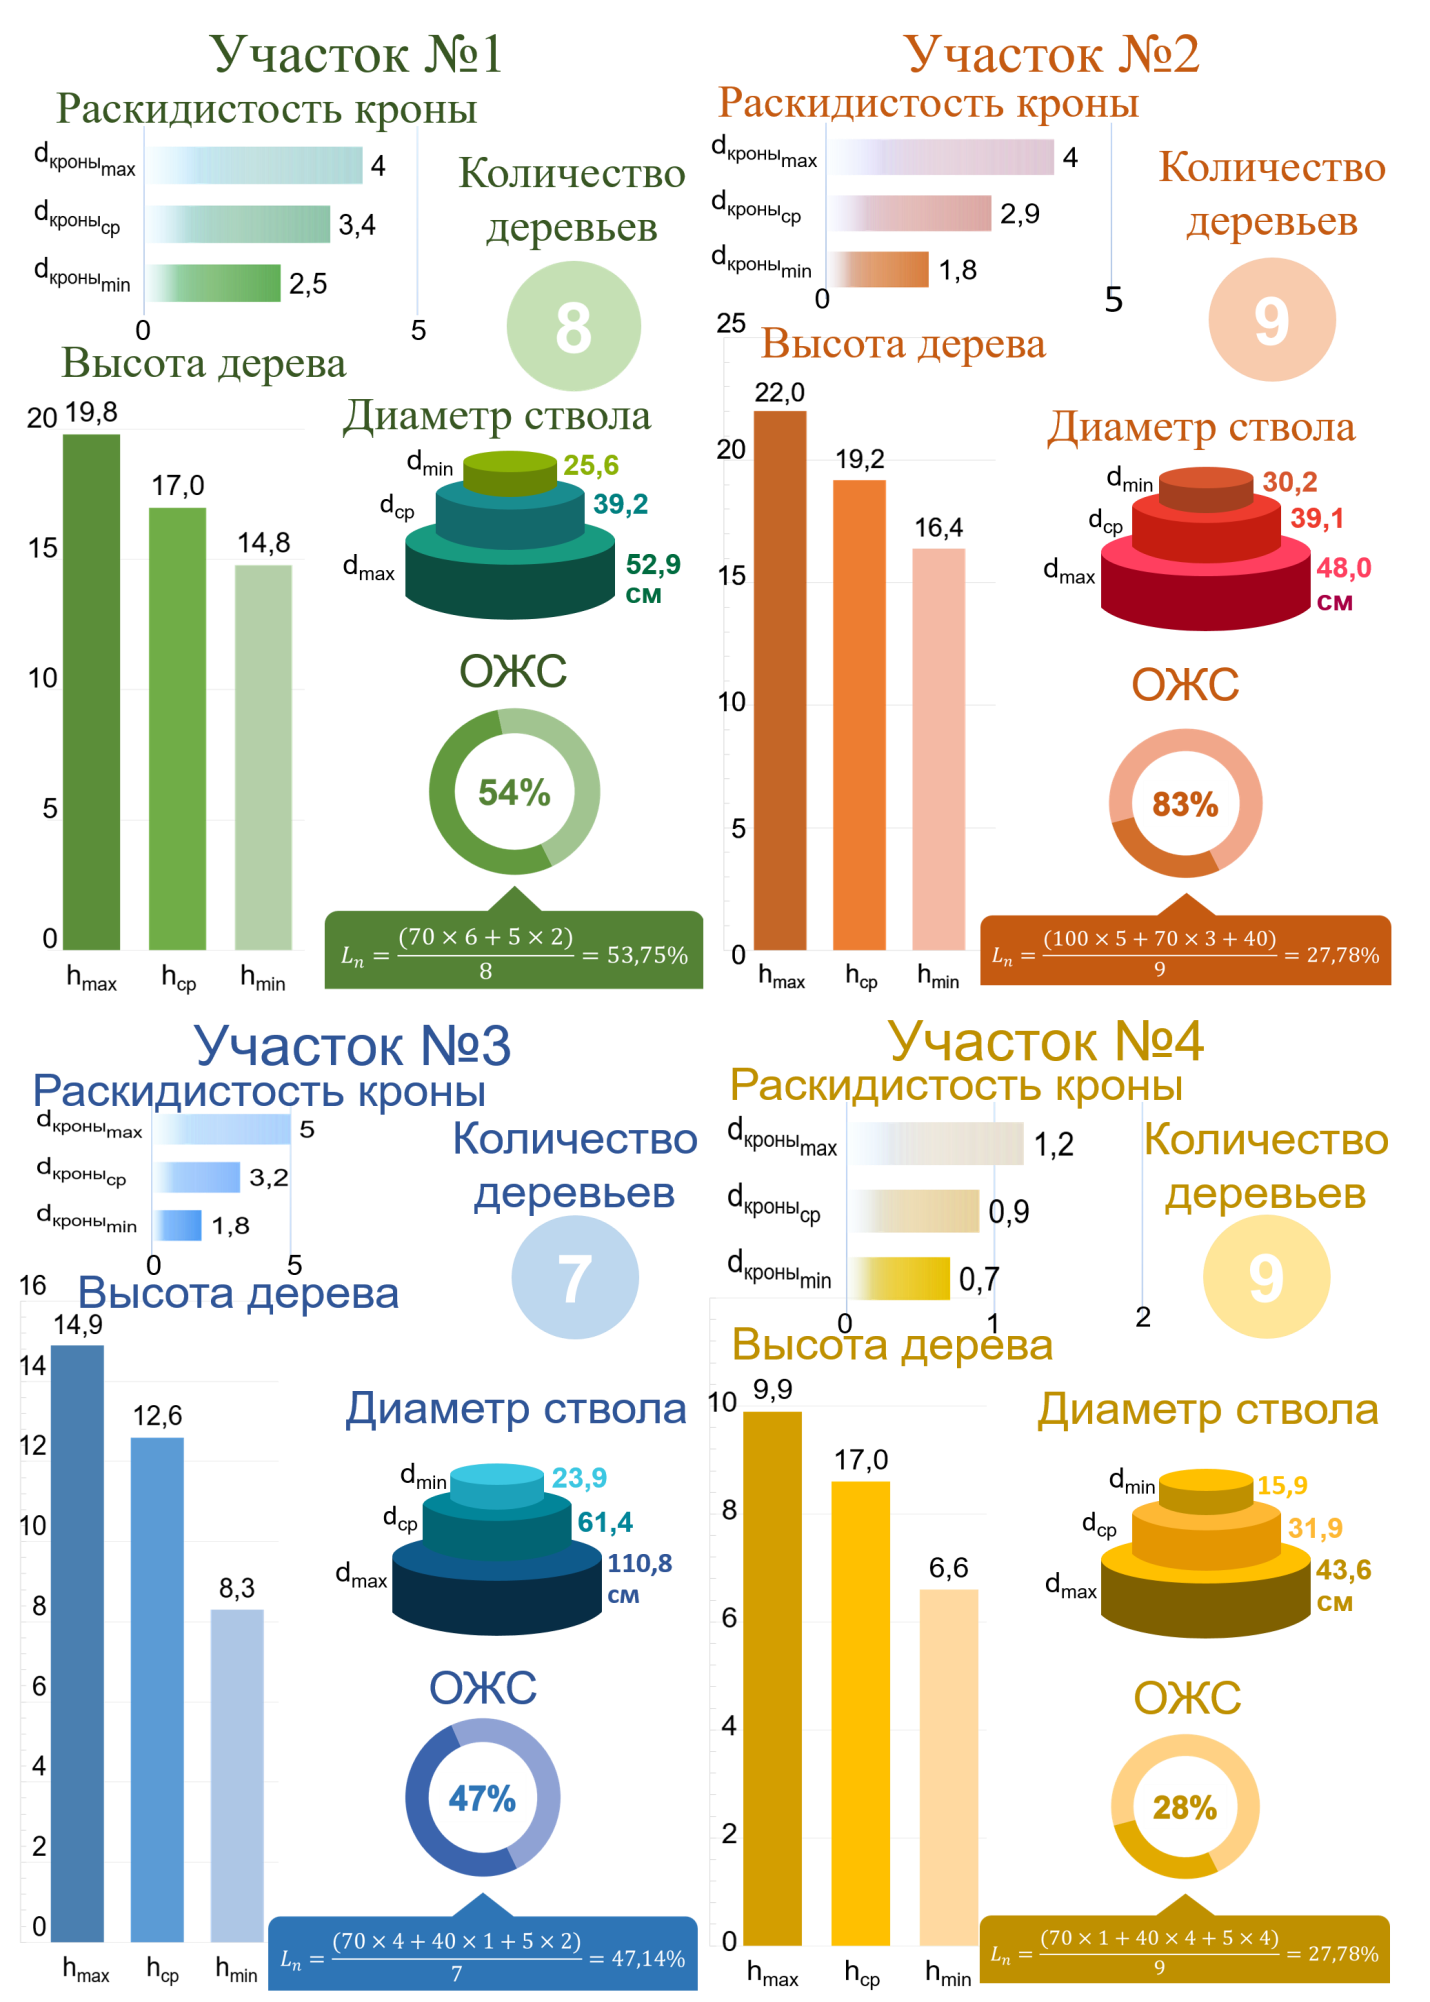 Участок №1
Раскидистость кроны
dкроныmax
4
dкроныср
3,4
dкроныmin
2,5
0
5
Количество
деревьев
8
Высота дерева
20
15
10
5
0
19,8
17,0
14,8
hmax
hср
hmin
Диаметр ствола
dmin
25,6
dср
39,2
dmax
52,9
см
ОЖС
54%
Lₙ = (70 × 6 + 5 × 2) / 8 = 53,75%
Участок №2
Раскидистость кроны
dкроныmax
4
dкроныср
2,9
dкроныmin
1,8
0
5
Количество
деревьев
9
Высота дерева
25
20
15
10
5
0
22,0
19,2
16,4
hmax
hср
hmin
Диаметр ствола
dmin
30,2
dср
39,1
dmax
48,0
см
ОЖС
83%
Lₙ = (100 × 5 + 70 × 3 + 40) / 9 = 27,78%
Участок №3
Раскидистость кроны
dкроныmax
5
dкроныср
3,2
dкроныmin
1,8
0
5
Количество
деревьев
7
Высота дерева
16
14
12
10
8
6
4
2
0
14,9
12,6
8,3
hmax
hср
hmin
Диаметр ствола
dmin
23,9
dср
61,4
dmax
110,8
см
ОЖС
47%
Lₙ = (70 × 4 + 40 × 1 + 5 × 2) / 7 = 47,14%
Участок №4
Раскидистость кроны
dкроныmax
1,2
dкроныср
0,9
dкроныmin
0,7
0
1
2
Количество
деревьев
9
Высота дерева
10
8
6
4
2
0
9,9
17,0
6,6
hmax
hср
hmin
Диаметр ствола
dmin
15,9
dср
31,9
dmax
43,6
см
ОЖС
28%
Lₙ = (70 × 1 + 40 × 4 + 5 × 4) / 9 = 27,78%